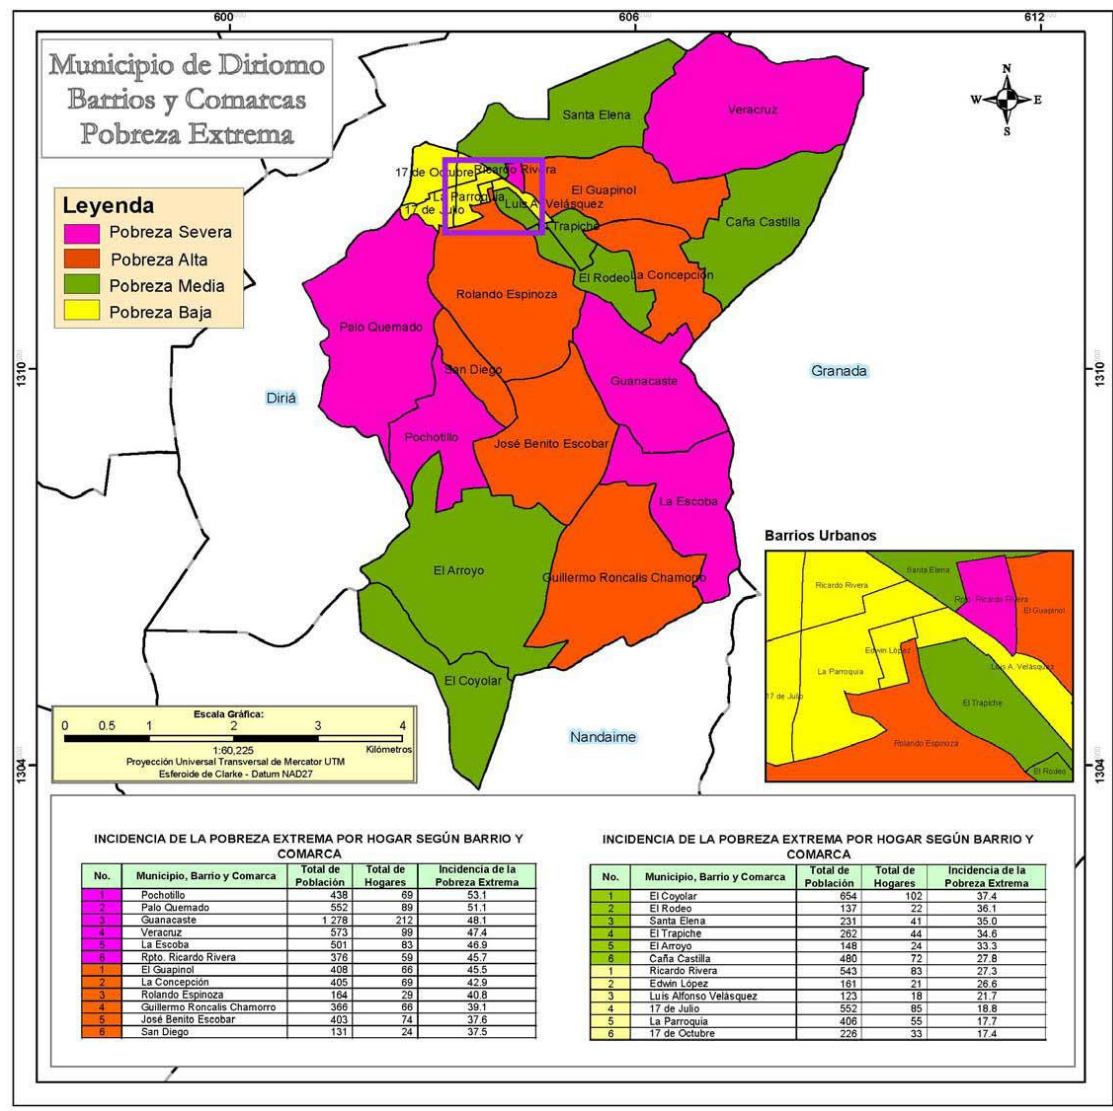 600000 606000 612000
Municipio de Diriomo
Barrios y Comarcas
Pobreza Extrema
N
W E
S
Leyenda
Pobreza Severa
Pobreza Alta
Pobreza Media
Pobreza Baja
Veracruz
Santa Elena
17 de Octubre
Ricardo Rivera
El Guapinol
La Parroquia
Luis A. Velásquez
17 de Julio
Trapiche
Caña Castilla
El Rodeo
La Concepción
Rolando Espinoza
Palo Quemado
San Diego
Guanacaste
1310000
Granada
1310000
Diriá
Pochotillo
José Benito Escobar
La Escoba
El Arroyo
Guillermo Roncalis Chamorro
El Coyolar
Nandaime
Barrios Urbanos
Santa Elena
Ricardo Rivera
Rpto. Ricardo Rivera
El Guapinol
Edwin López
La Parroquia
Luis A. Velásquez
17 de Julio
El Trapiche
Rolando Espinoza
El Rodeo
Escala Gráfica:
0 0.5 1 2 3 4
1:60,225 Kilómetros
Proyección Universal Transversal de Mercator UTM
Esferoide de Clarke - Datum NAD27
1304000
1304000
INCIDENCIA DE LA POBREZA EXTREMA POR HOGAR SEGÚN BARRIO Y
COMARCA
No. Municipio, Barrio y Comarca Total de Población Total de Hogares Incidencia de la Pobreza Extrema
1 Pochotillo 438 69 53.1
2 Palo Quemado 552 89 51.1
3 Guanacaste 1 278 212 48.1
4 Veracruz 573 99 47.4
5 La Escoba 501 83 46.9
6 Rpto. Ricardo Rivera 376 59 45.7
1 El Guapinol 408 66 45.5
2 La Concepción 405 69 42.9
3 Rolando Espinoza 164 29 40.8
4 Guillermo Roncalis Chamorro 366 66 39.1
5 José Benito Escobar 403 74 37.6
6 San Diego 131 24 37.5
INCIDENCIA DE LA POBREZA EXTREMA POR HOGAR SEGÚN BARRIO Y
COMARCA
No. Municipio, Barrio y Comarca Total de Población Total de Hogares Incidencia de la Pobreza Extrema
1 El Coyolar 654 102 37.4
2 El Rodeo 137 22 36.1
3 Santa Elena 231 41 35.0
4 El Trapiche 262 44 34.6
5 El Arroyo 148 24 33.3
6 Caña Castilla 480 72 27.8
1 Ricardo Rivera 543 83 27.3
2 Edwin López 161 21 26.6
3 Luis Alfonso Velásquez 123 18 21.7
4 17 de Julio 552 85 18.8
5 La Parroquia 406 55 17.7
6 17 de Octubre 226 33 17.4